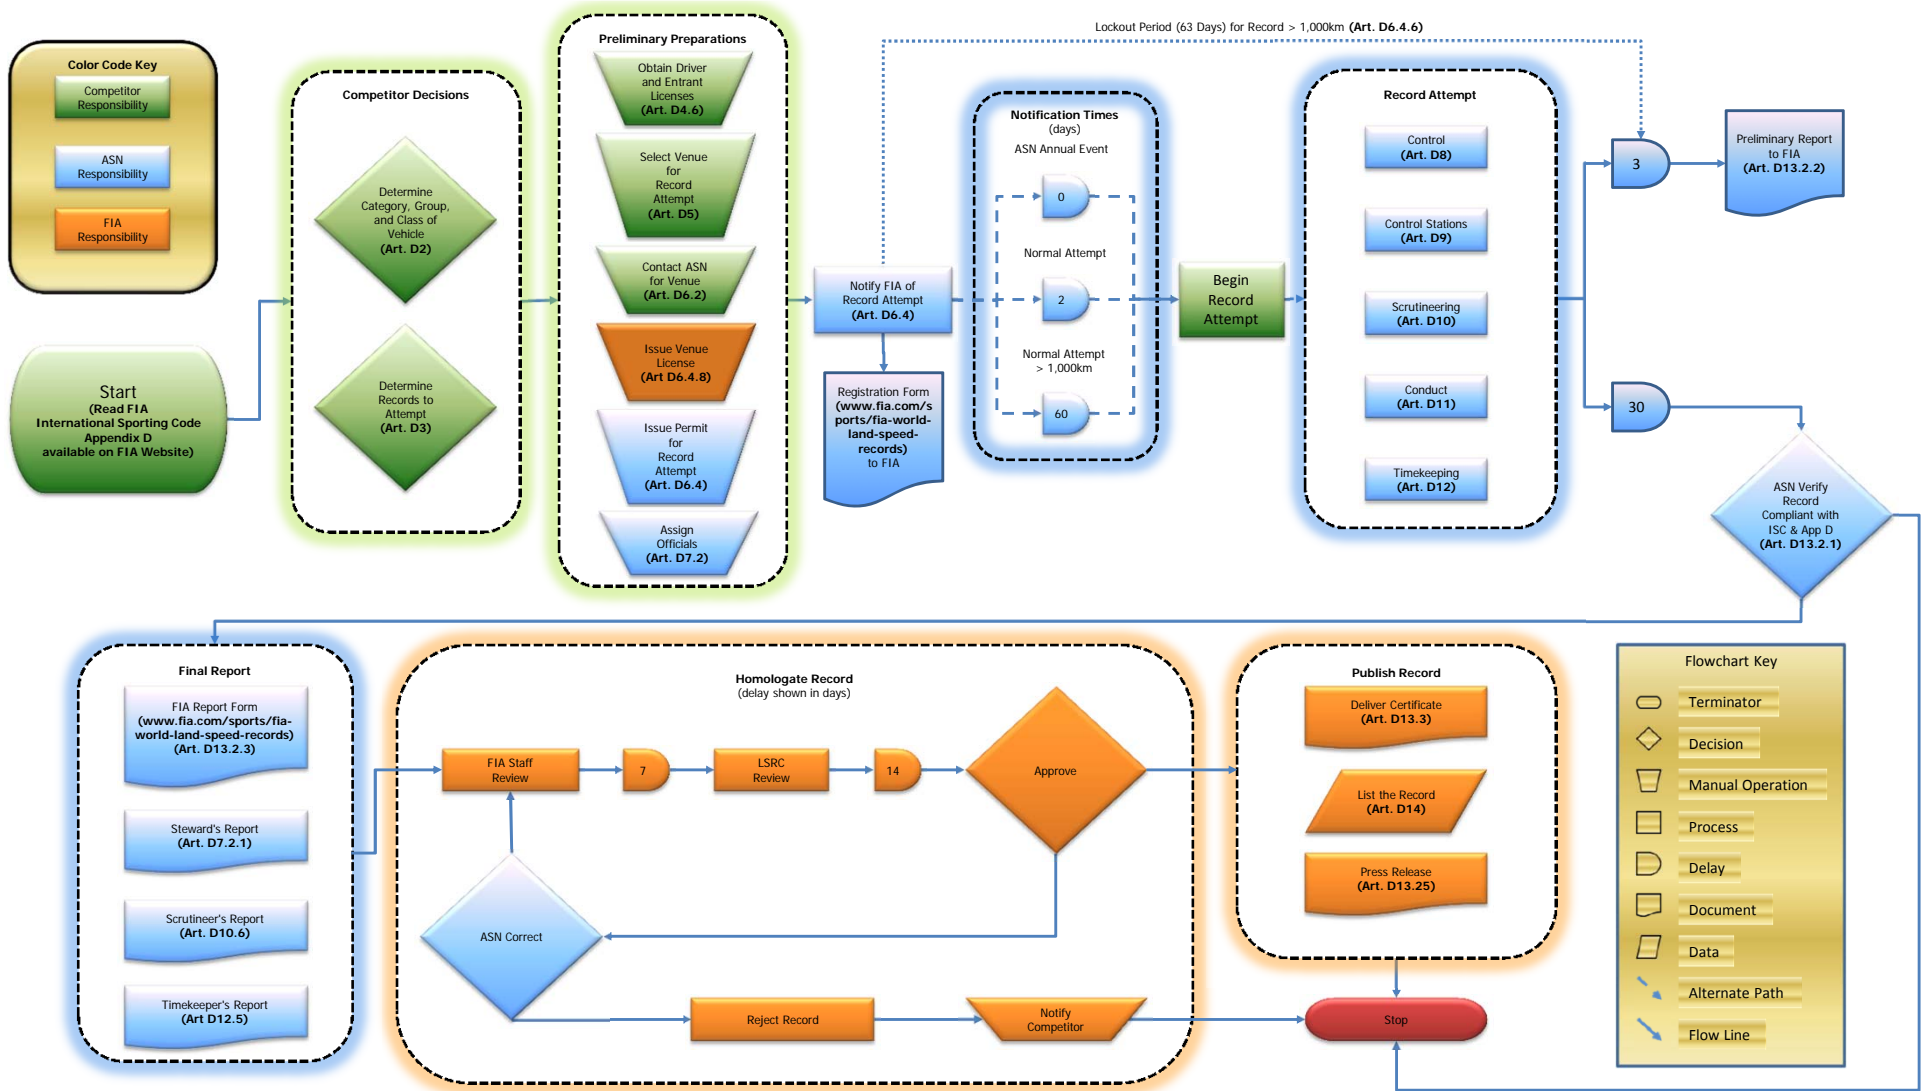 Lockout Period (63 Days) for Record > 1,000km (Art. D6.4.6)
Color Code Key
Competitor
Responsibility
ASN
Responsibility
FIA
Responsibility
Start
(Read FIA
International Sporting Code
Appendix D
available on FIA Website)
Competitor Decisions
Determine
Category, Group,
and Class of
Vehicle
(Art. D2)
Determine
Records to
Attempt
(Art. D3)
Preliminary Preparations
Obtain Driver
and Entrant
Licenses
(Art. D4.6)
Select Venue
for
Record
Attempt
(Art. D5)
Contact ASN
for Venue
(Art. D6.2)
Issue Venue
License
(Art D6.4.8)
Issue Permit
for
Record
Attempt
(Art. D6.4)
Assign
Officials
(Art. D7.2)
Notify FIA of
Record Attempt
(Art. D6.4)
Registration Form
(www.fia.com/s
ports/fia-world-
land-speed-
records)
to FIA
Notification Times
(days)
ASN Annual Event
0
Normal Attempt
2
Normal Attempt
> 1,000km
60
Begin
Record
Attempt
Record Attempt
Control
(Art. D8)
Control Stations
(Art. D9)
Scrutineering
(Art. D10)
Conduct
(Art. D11)
Timekeeping
(Art. D12)
3
Preliminary Report
to FIA
(Art. D13.2.2)
30
ASN Verify
Record
Compliant with
ISC & App D
(Art. D13.2.1)
Final Report
FIA Report Form
(www.fia.com/sports/fia-
world-land-speed-records)
(Art. D13.2.3)
Steward's Report
(Art. D7.2.1)
Scrutineer's Report
(Art. D10.6)
Timekeeper's Report
(Art D12.5)
Homologate Record
(delay shown in days)
FIA Staff
Review
7
LSRC
Review
14
Approve
ASN Correct
Reject Record
Notify
Competitor
Publish Record
Deliver Certificate
(Art. D13.3)
List the Record
(Art. D14)
Press Release
(Art. D13.25)
Stop
Flowchart Key
Terminator
Decision
Manual Operation
Process
Delay
Document
Data
Alternate Path
Flow Line